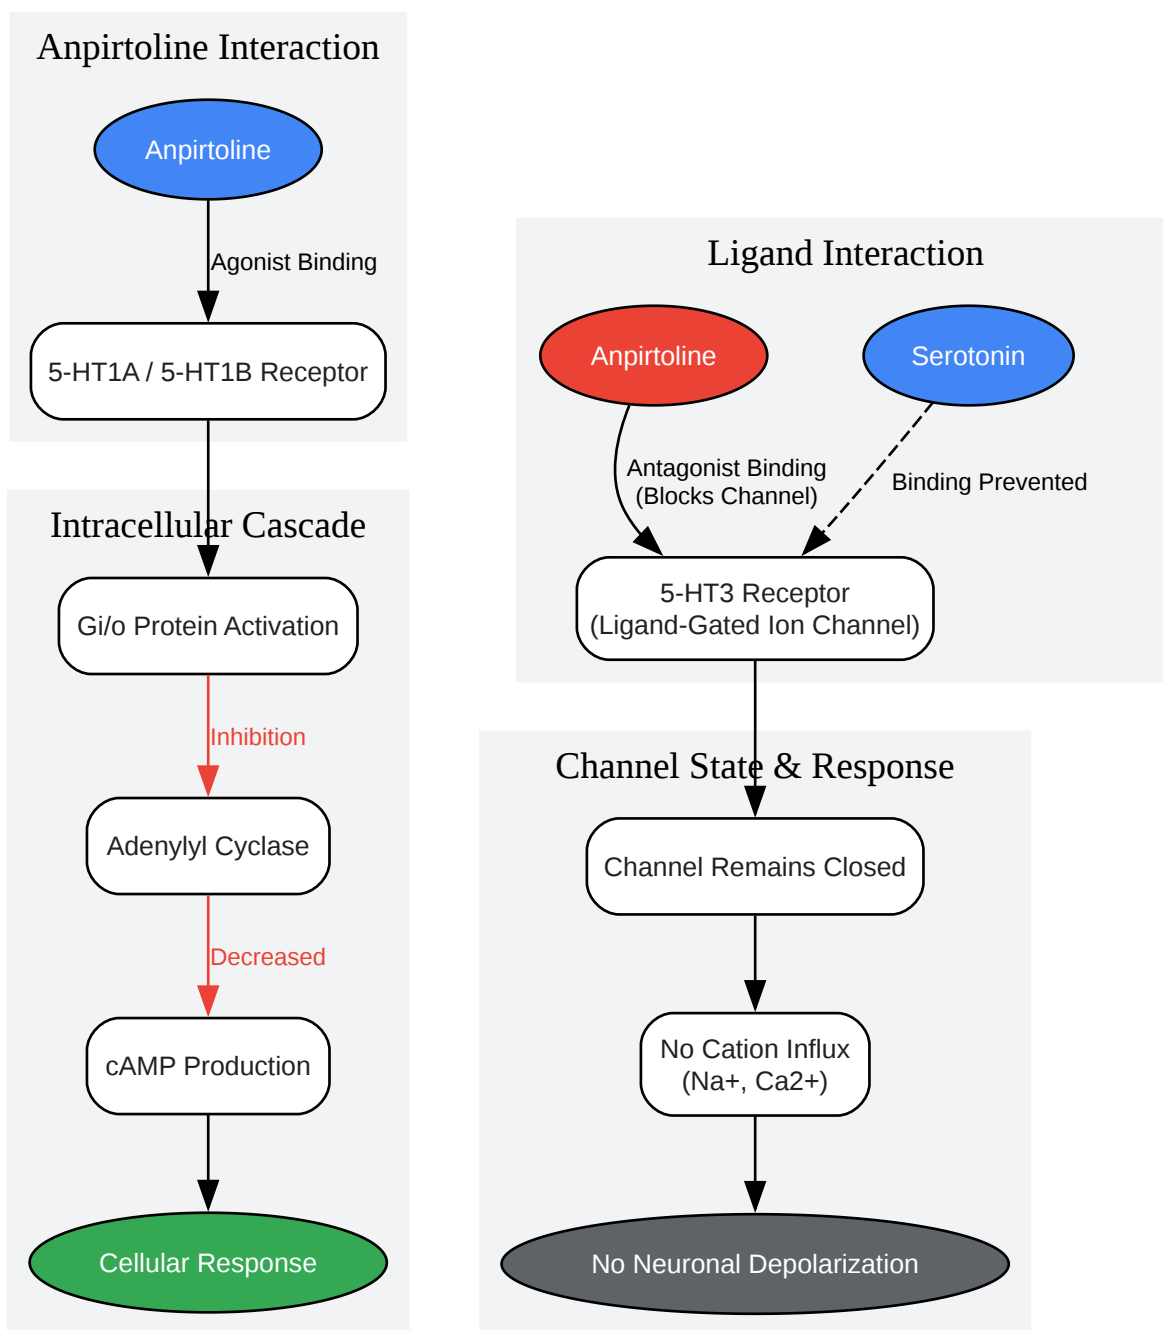 Anpirtoline Interaction
Anpirtoline
Agonist Binding
5-HT1A / 5-HT1B Receptor
Intracellular Cascade
Gi/o Protein Activation
Inhibition
Adenylyl Cyclase
Decreased
cAMP Production
Cellular Response
Ligand Interaction
Anpirtoline
Serotonin
Antagonist Binding
(Blocks Channel)
Binding Prevented
5-HT3 Receptor
(Ligand-Gated Ion Channel)
Channel State & Response
Channel Remains Closed
No Cation Influx
(Na+, Ca2+)
No Neuronal Depolarization